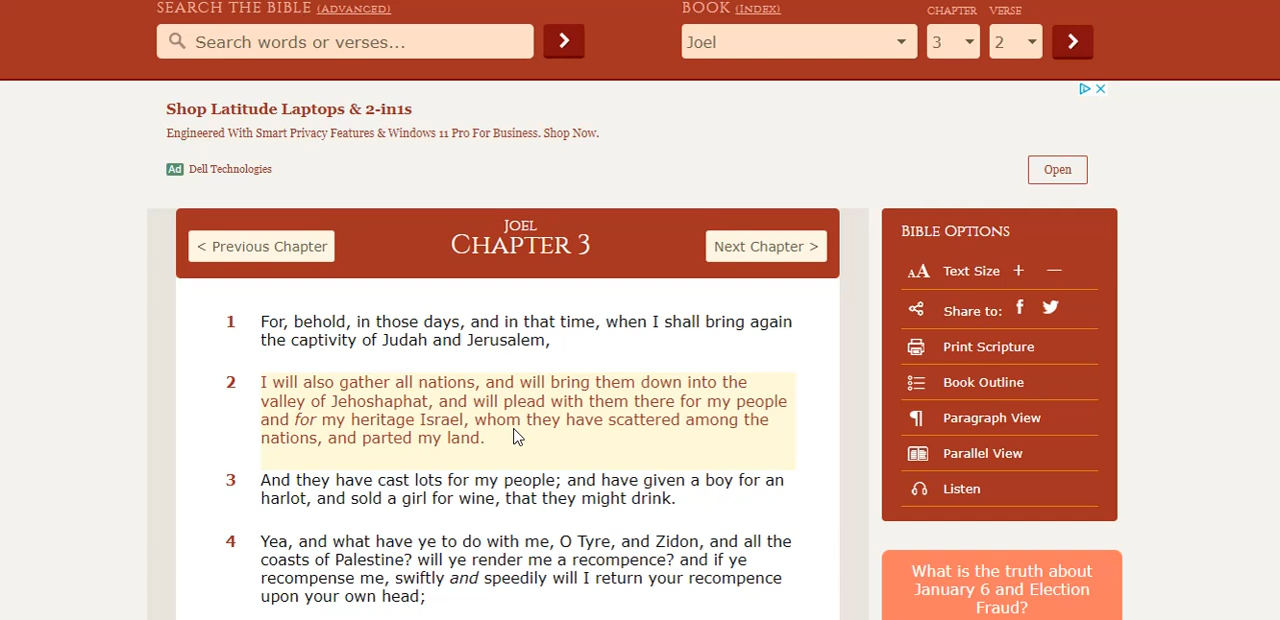 SEARCH THE BIBLE (ADVANCED)
BOOK (INDEX)
CHAPTER
VERSE
Search words or verses...
Joel
3
2
Shop Latitude Laptops & 2-in1s
Engineered With Smart Privacy Features & Windows 11 Pro For Business. Shop Now.
Ad Dell Technologies
Open
< Previous Chapter
JOEL
CHAPTER 3
Next Chapter >
1 For, behold, in those days, and in that time, when I shall bring again
the captivity of Judah and Jerusalem,
2 I will also gather all nations, and will bring them down into the
valley of Jehoshaphat, and will plead with them there for my people
and for my heritage Israel, whom they have scattered among the
nations, and parted my land.
3 And they have cast lots for my people; and have given a boy for an
harlot, and sold a girl for wine, that they might drink.
4 Yea, and what have ye to do with me, O Tyre, and Zidon, and all the
coasts of Palestine? will ye render me a recompence? and if ye
recompense me, swiftly and speedily will I return your recompence
upon your own head;
BIBLE OPTIONS
AA Text Size + —
Share to: f
Print Scripture
Book Outline
¶ Paragraph View
Parallel View
Listen
What is the truth about
January 6 and Election
Fraud?